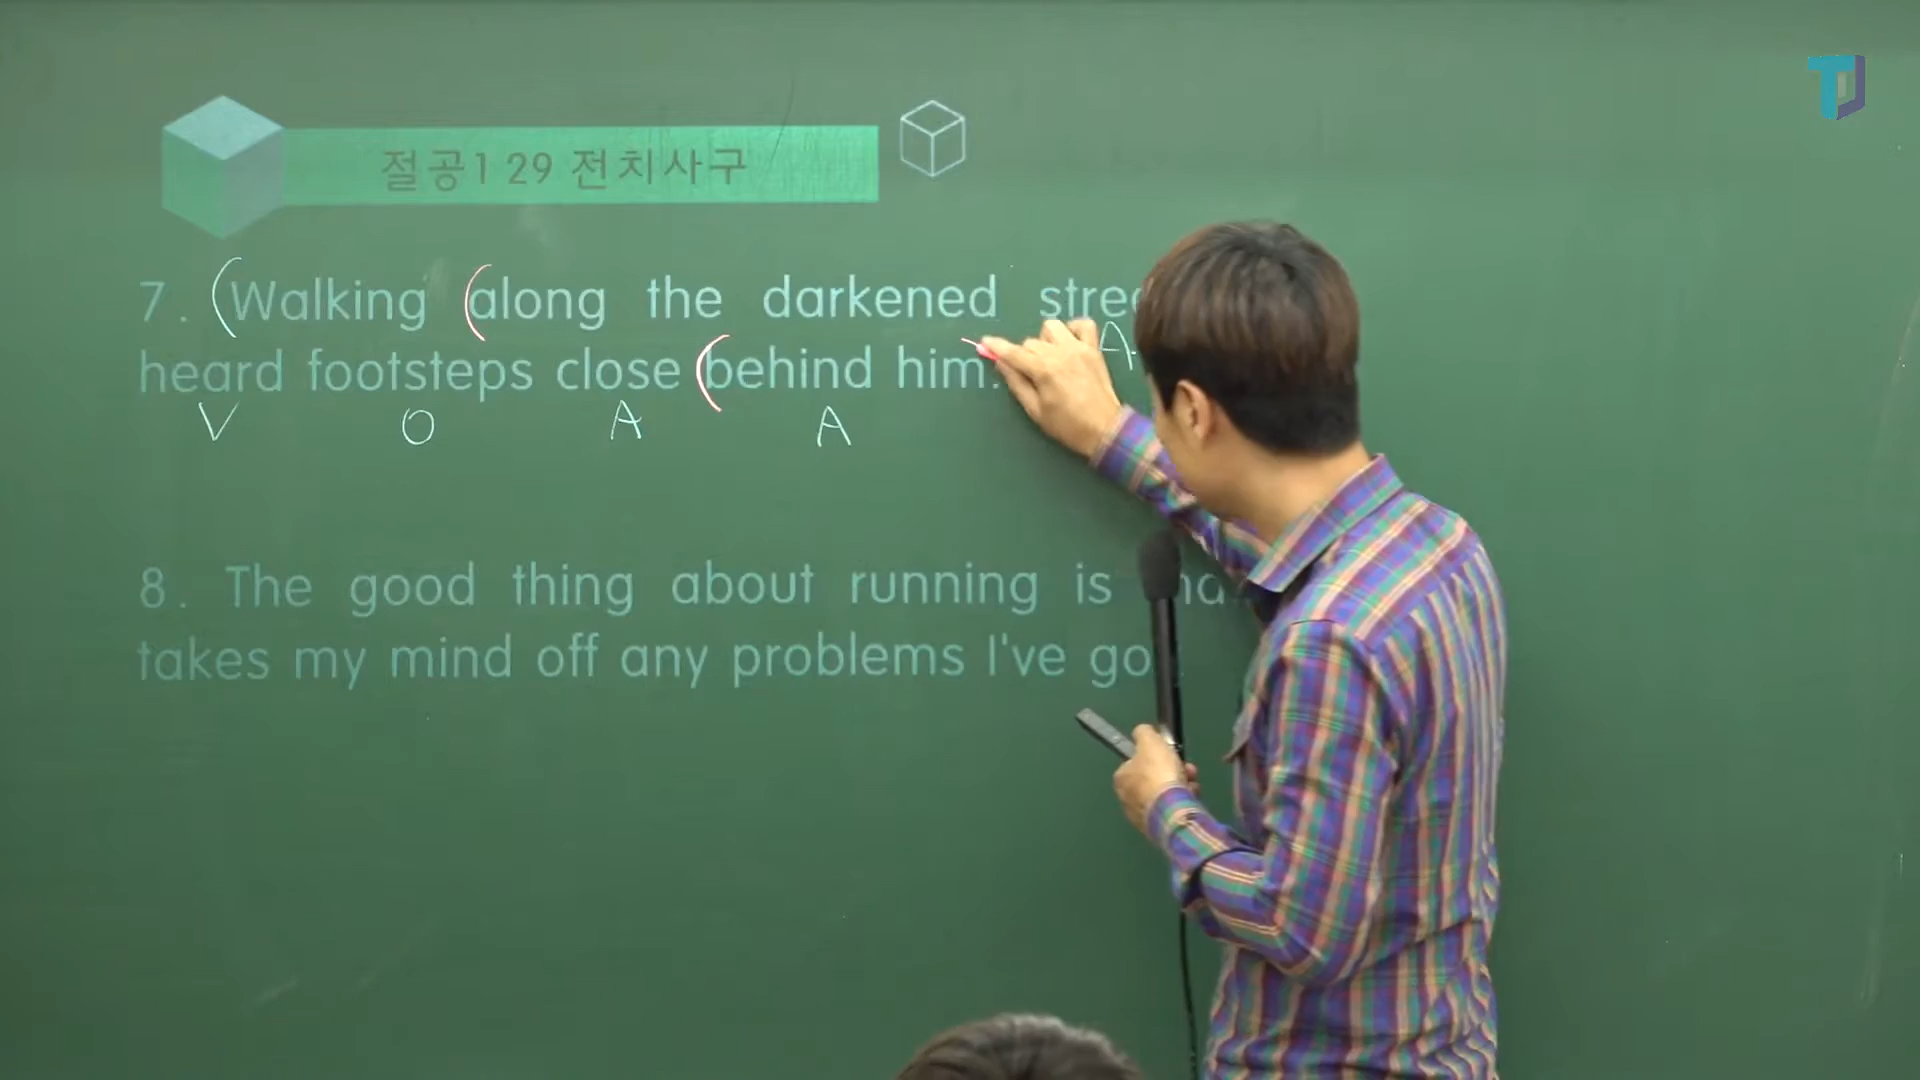 절공1 29 전치사구
7. (Walking (along the darkened
A
heard footsteps close (behind him.
V O A A
8. The good thing about running is
takes my mind off any problems I've go